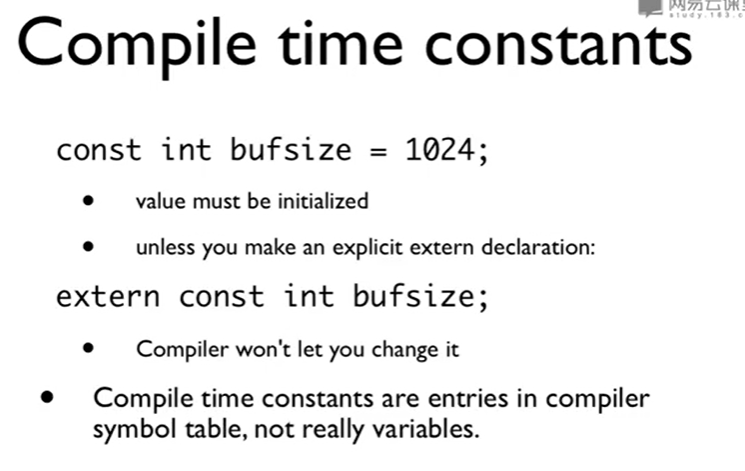 网易云课堂
study.163.c
Compile time constants
const int bufsize = 1024;
• value must be initialized
• unless you make an explicit extern declaration:
extern const int bufsize;
• Compiler won't let you change it
• Compile time constants are entries in compiler
symbol table, not really variables.